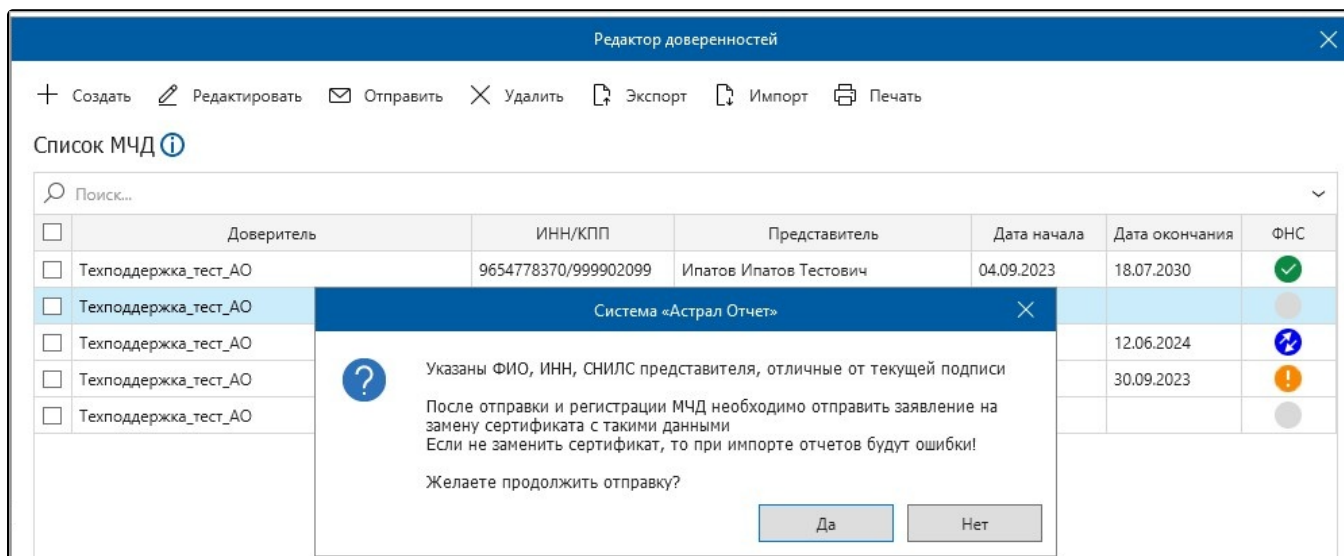 Редактор доверенностей
Создать Редактировать Отправить Удалить Экспорт Импорт Печать
Список МЧД
Поиск...
Доверитель ИНН/КПП Представитель Дата начала Дата окончания ФНС
Техподдержка_тест_АО 9654778370/999902099 Ипатов Ипатов Тестович 04.09.2023 18.07.2030
Техподдержка_тест_АО
Система «Астрал Отчет»
Техподдержка_тест_АО 12.06.2024
Техподдержка_тест_АО 30.09.2023
Техподдержка_тест_АО
Указаны ФИО, ИНН, СНИЛС представителя, отличные от текущей подписи
После отправки и регистрации МЧД необходимо отправить заявление на
замену сертификата с такими данными
Если не заменить сертификат, то при импорте отчетов будут ошибки!
Желаете продолжить отправку?
Да Нет